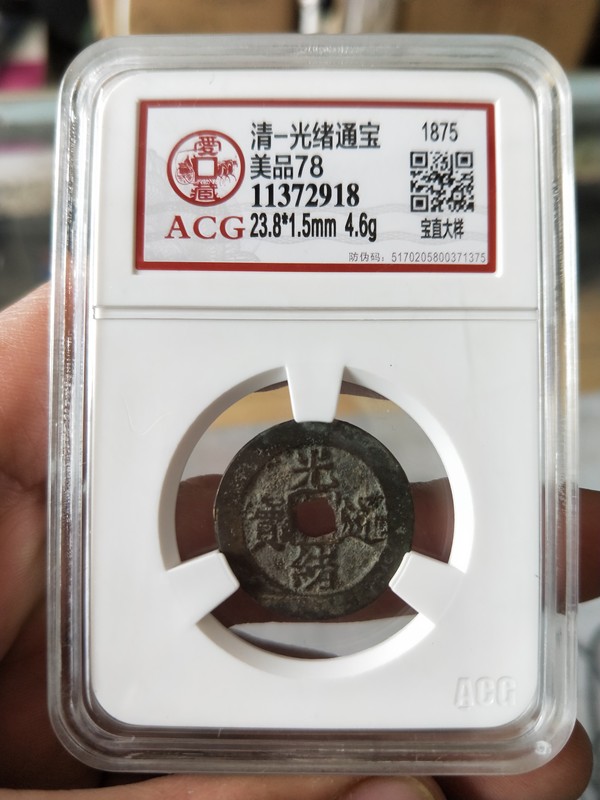 清-光绪通宝 1875
美品78
11372918
ACG 23.8*1.5mm 4.6g 宝直大样
防伪码：5170205800371375
光
寳 通
緒
ACG